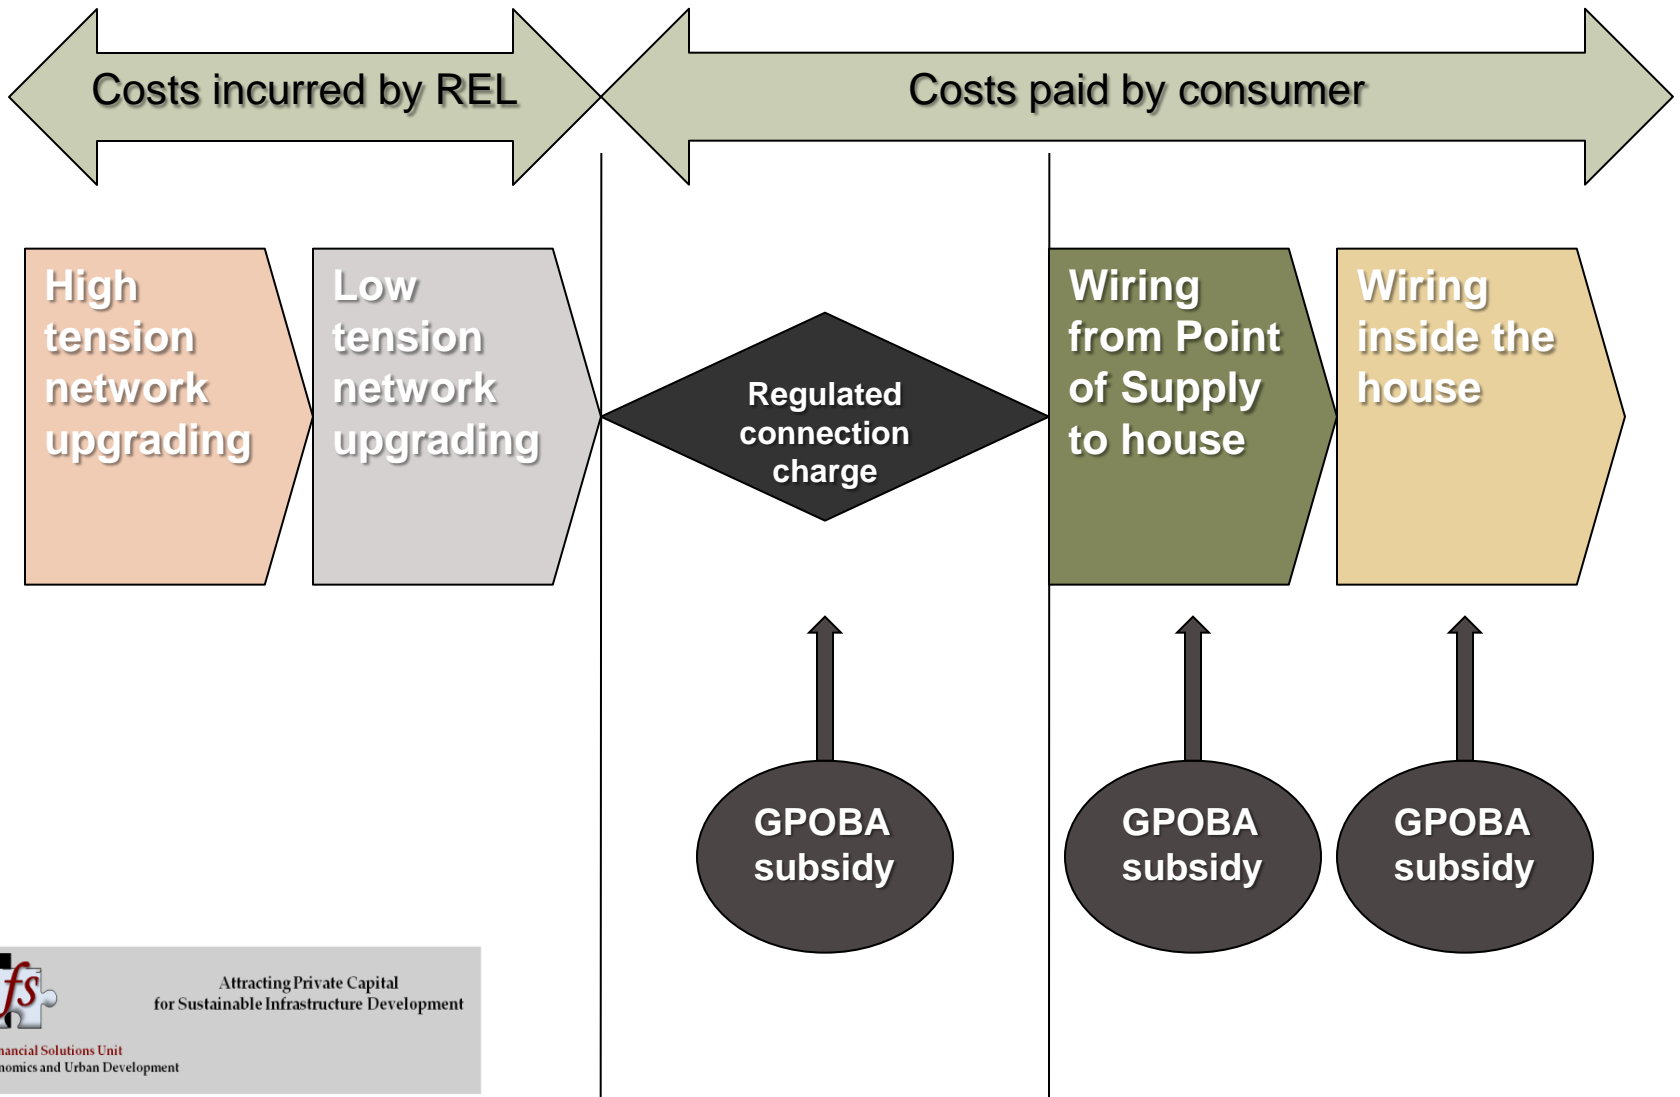 Costs incurred by REL
Costs paid by consumer
High
tension
network
upgrading
Low
tension
network
upgrading
Regulated
connection
charge
Wiring
from Point
of Supply
to house
Wiring
inside the
house
GPOBA
subsidy
GPOBA
subsidy
GPOBA
subsidy
fs
Attracting Private Capital
for Sustainable Infrastructure Development
Solutions Unit
and Urban Development